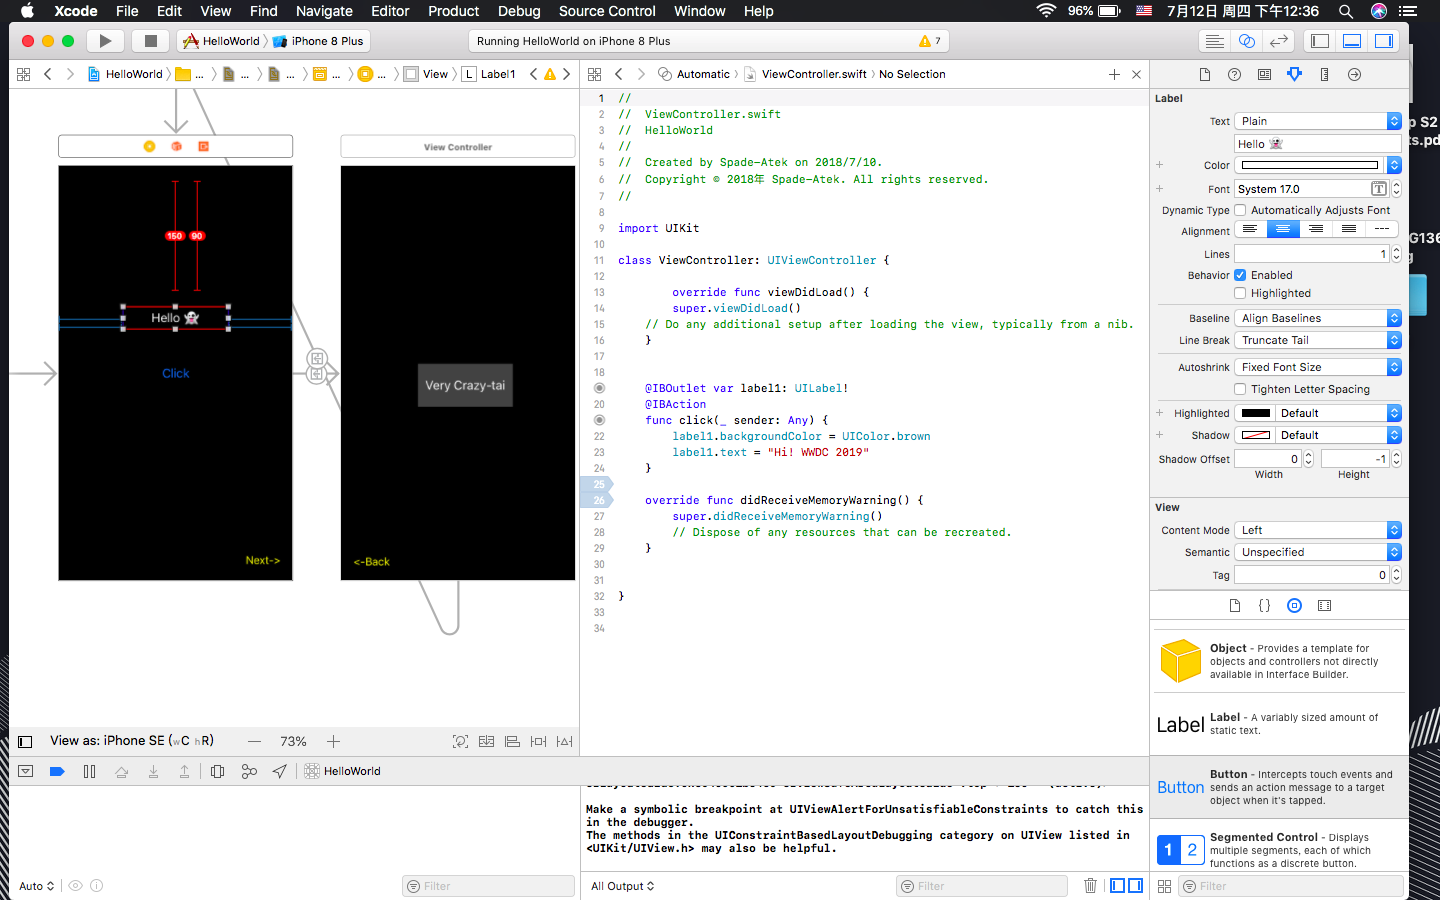 Xcode File Edit View Find Navigate Editor Product Debug Source Control Window Help 96% 7月12日 周四 下午12:36
HelloWorld iPhone 8 Plus Running HelloWorld on iPhone 8 Plus 7
HelloWorld ... ... ... ... ... View L Label1
Automatic ViewController.swift No Selection
View Controller
150 90
Hello 👻
Click
Next->
Very Crazy-tai
<-Back
View as: iPhone SE (wC hR) 73%
1 //
2 //  ViewController.swift
3 //  HelloWorld
4 //
5 //  Created by Spade-Atek on 2018/7/10.
6 //  Copyright © 2018年 Spade-Atek. All rights reserved.
7 //
8
9 import UIKit
10
11 class ViewController: UIViewController {
12
13 override func viewDidLoad() {
14 super.viewDidLoad()
15 // Do any additional setup after loading the view, typically from a nib.
16 }
17
18
@IBOutlet var label1: UILabel!
20 @IBAction
func click(_ sender: Any) {
22 label1.backgroundColor = UIColor.brown
23 label1.text = "Hi! WWDC 2019"
24 }
25
26 override func didReceiveMemoryWarning() {
27 super.didReceiveMemoryWarning()
28 // Dispose of any resources that can be recreated.
29 }
30
31
32 }
33
34
Label
Text Plain
Hello 👻
Color
Font System 17.0 T
Dynamic Type Automatically Adjusts Font
Alignment
Lines 1
Behavior Enabled
Highlighted
Baseline Align Baselines
Line Break Truncate Tail
Autoshrink Fixed Font Size
Tighten Letter Spacing
Highlighted Default
Shadow Default
Shadow Offset 0 -1
Width Height
View
Content Mode Left
Semantic Unspecified
Tag 0
Object - Provides a template for
objects and controllers not directly
available in Interface Builder.
Label Label - A variably sized amount of
static text.
Button Button - Intercepts touch events and
sends an action message to a target
object when it's tapped.
1 2 Segmented Control - Displays
multiple segments, each of which
functions as a discrete button.
Filter
HelloWorld
Make a symbolic breakpoint at UIViewAlertForUnsatisfiableConstraints to catch this
in the debugger.
The methods in the UIConstraintBasedLayoutDebugging category on UIView listed in
<UIKit/UIView.h> may also be helpful.
Auto Filter
All Output Filter
p S2
ts.pd
G136
g